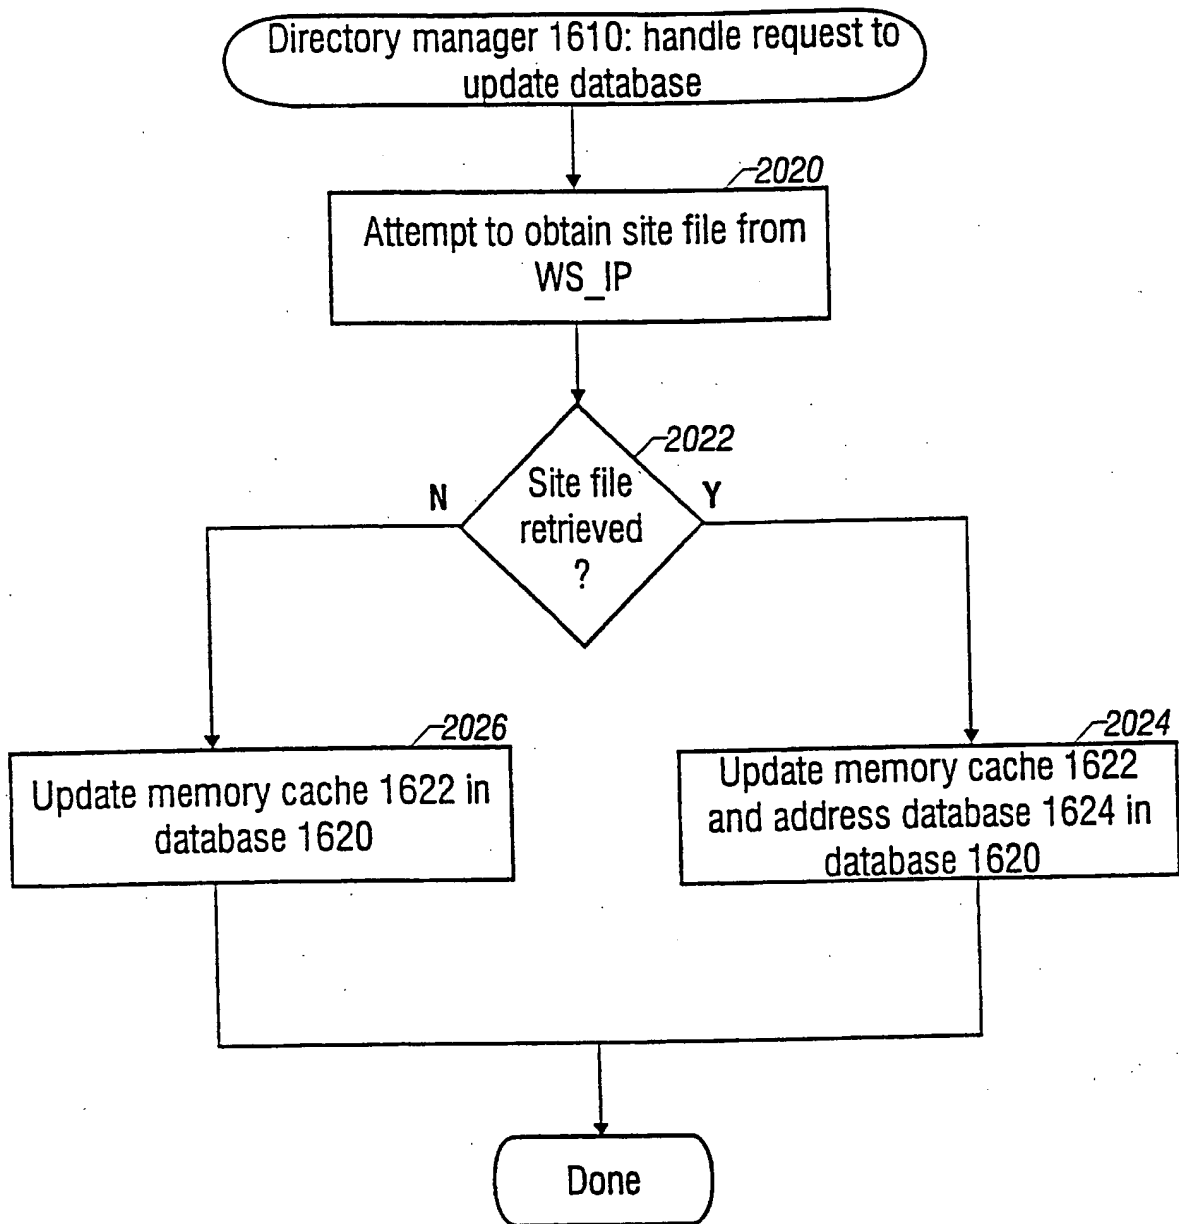 Directory manager 1610: handle request to
update database
2020
Attempt to obtain site file from
WS_IP
2022
Site file
retrieved
?
N
Y
2026
Update memory cache 1622 in
database 1620
2024
Update memory cache 1622
and address database 1624 in
database 1620
Done